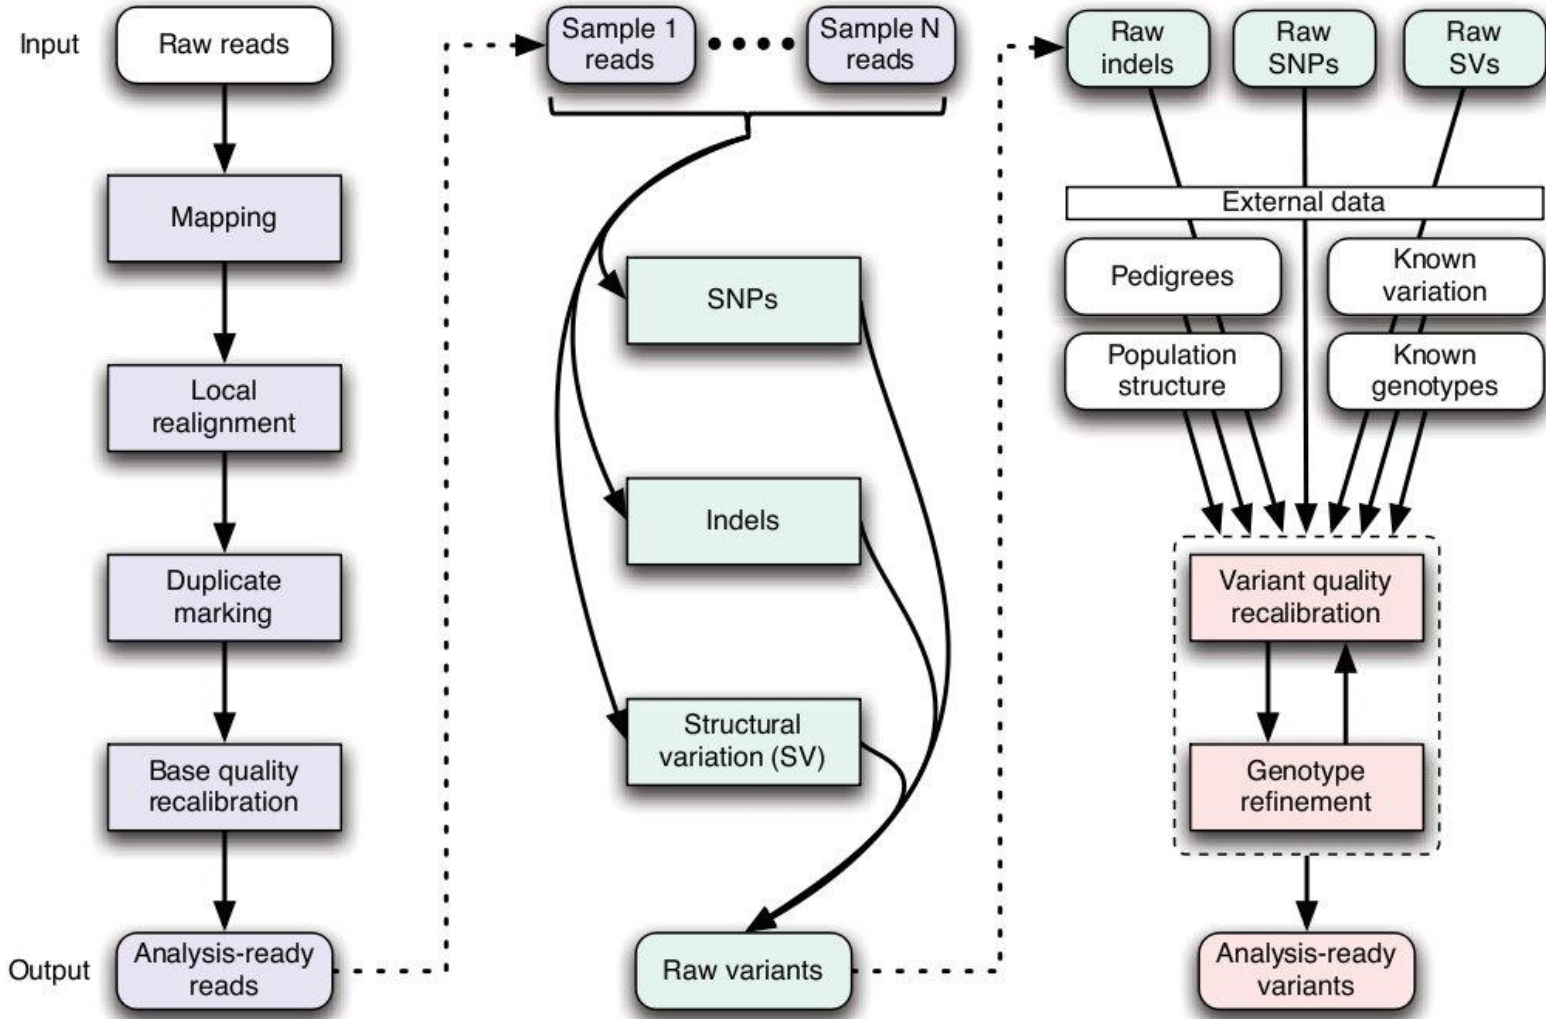 Input
Raw reads
Mapping
Local
realignment
Duplicate
marking
Base quality
recalibration
Output
Analysis-ready
reads
Sample 1
reads
Sample N
reads
SNPs
Indels
Structural
variation (SV)
Raw variants
Raw
indels
Raw
SNPs
Raw
SVs
External data
Pedigrees
Known
variation
Population
structure
Known
genotypes
Variant quality
recalibration
Genotype
refinement
Analysis-ready
variants